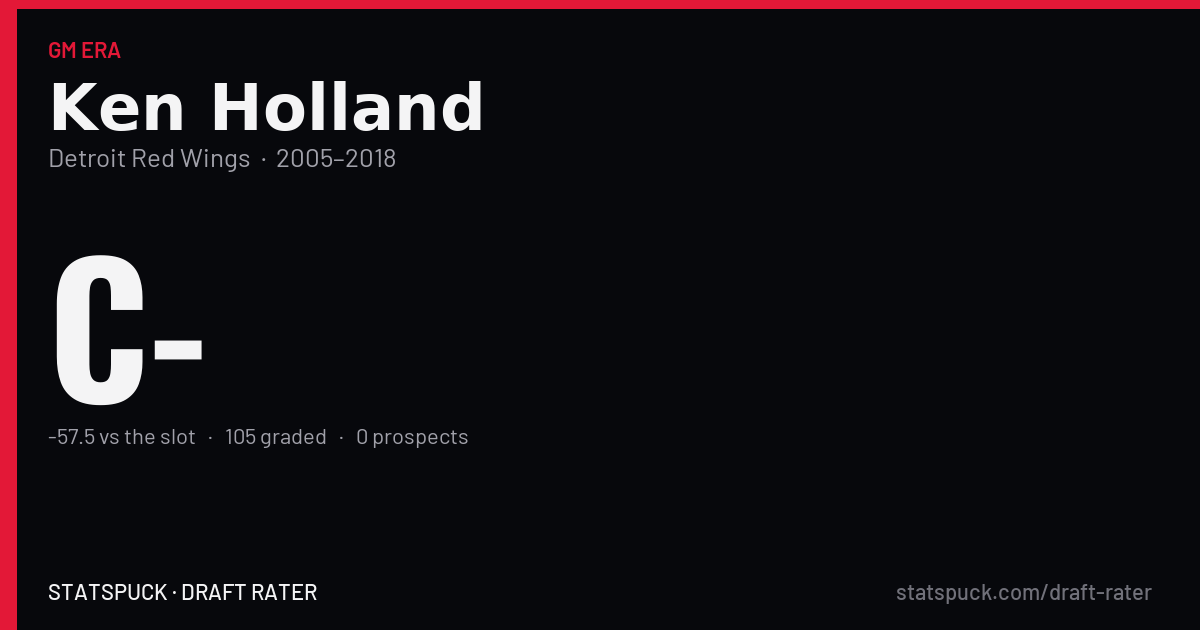 GM ERA
Ken Holland
Detroit Red Wings · 2005–2018
C-
-57.5 vs the slot · 105 graded · 0 prospects
STATSPUCK · DRAFT RATER
statspuck.com/draft-rater